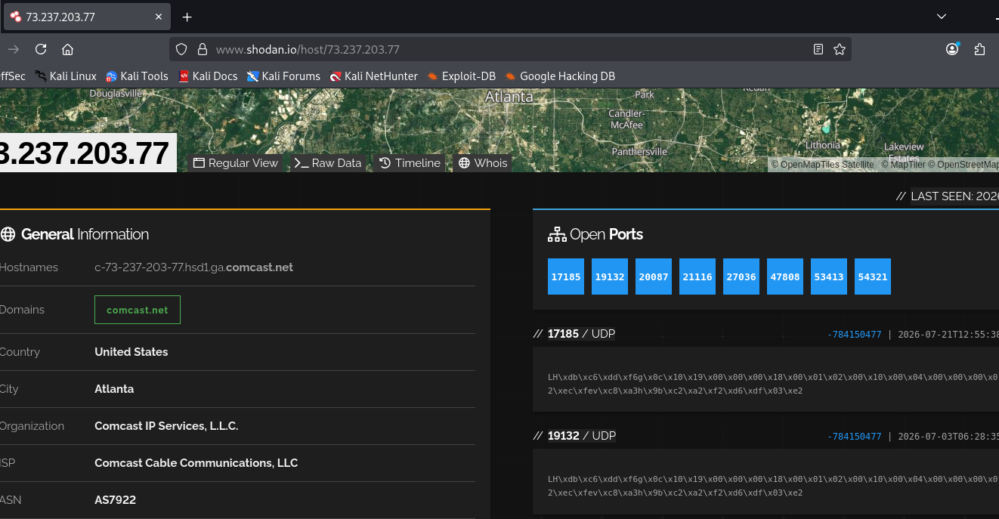 73.237.203.77
www.shodan.io/host/73.237.203.77
ffSec Kali Linux Kali Tools Kali Docs Kali Forums Kali NetHunter Exploit-DB Google Hacking DB
Douglasville Atlanta Park
Candler-
McAfee
Panthersville Lithonia Lakeview
Estates
3.237.203.77
Regular View Raw Data Timeline Whois
© OpenMapTiles Satellite © MapTiler © OpenStreetMap
// LAST SEEN: 202
General Information
Hostnames c-73-237-203-77.hsd1.ga.comcast.net
Domains comcast.net
Country United States
City Atlanta
Organization Comcast IP Services, L.L.C.
ISP Comcast Cable Communications, LLC
ASN AS7922
Open Ports
17185 19132 20087 21116 27036 47808 53413 54321
// 17185 / UDP -784150477 | 2026-07-21T12:55:38
LH\xdb\xc6\xdd\xf6g\x0c\x10\x19\x00\x00\x00\x18\x00\x01\x02\x00\x10\x00\x04\x00\x00\x00\x0
2\xec\xfev\xc8\xa3h\x9b\xc2\xa2\xf2\xd6\xdf\x03\xe2
// 19132 / UDP -784150477 | 2026-07-03T06:28:35
LH\xdb\xc6\xdd\xf6g\x0c\x10\x19\x00\x00\x00\x18\x00\x01\x02\x00\x10\x00\x04\x00\x00\x00\x0
2\xec\xfev\xc8\xa3h\x9b\xc2\xa2\xf2\xd6\xdf\x03\xe2